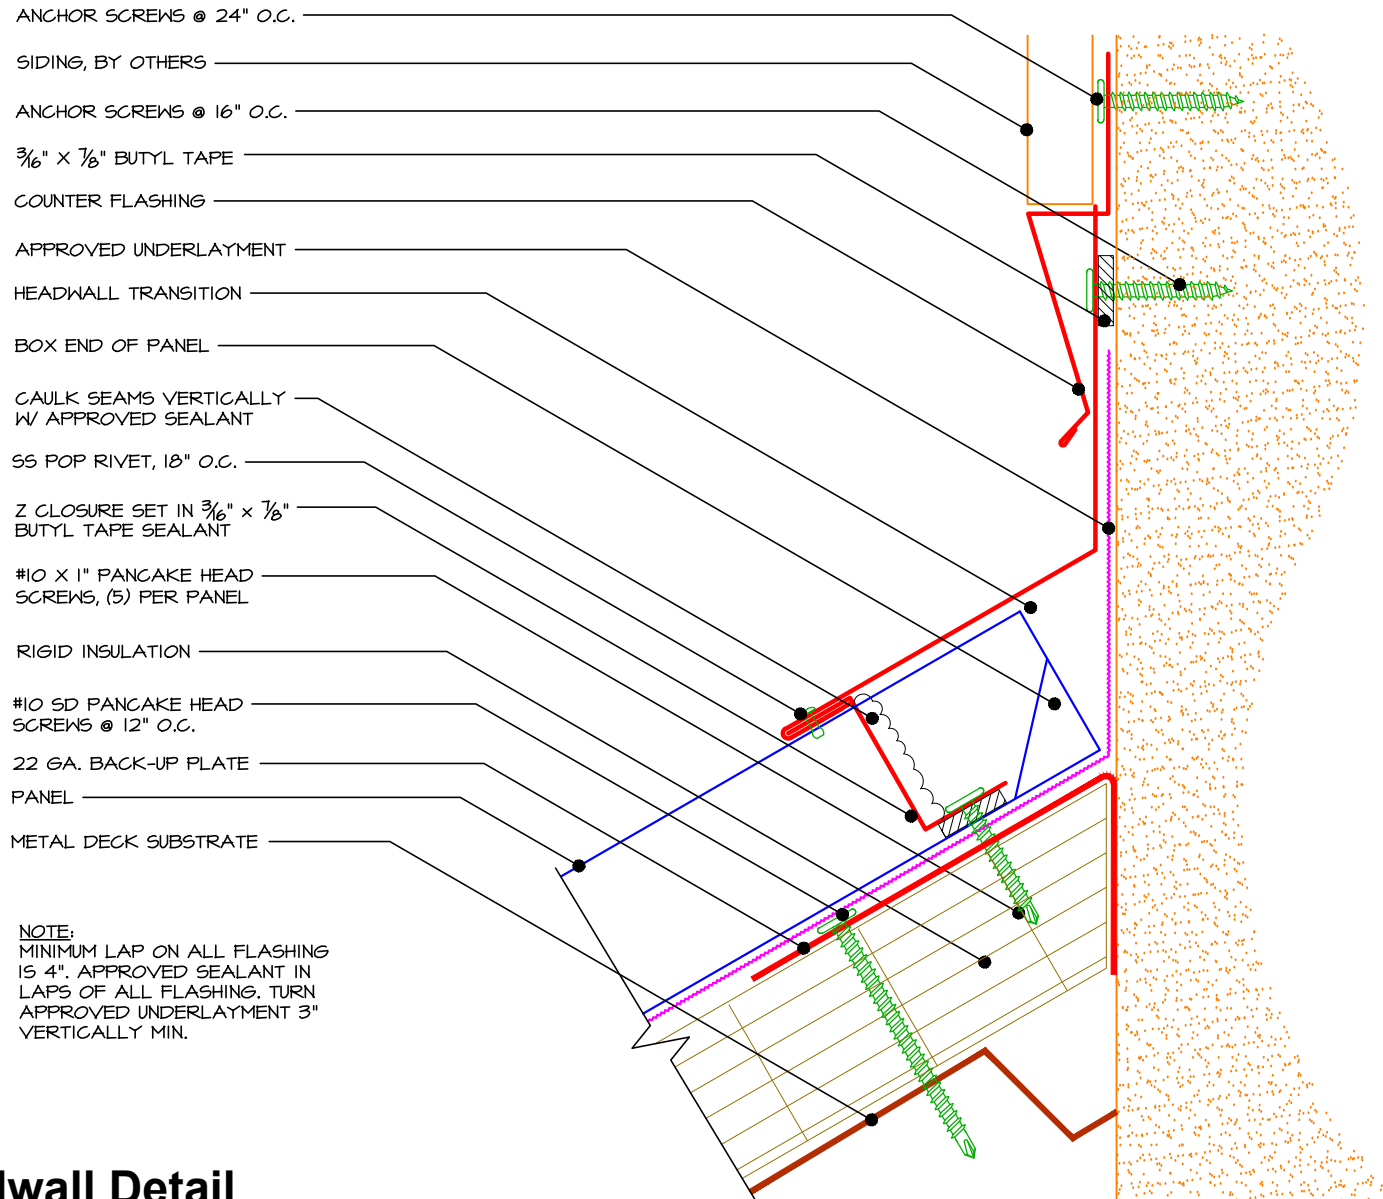 ANCHOR SCREWS @ 24" O.C.
SIDING, BY OTHERS
ANCHOR SCREWS @ 16" O.C.
3/16" X 7/8" BUTYL TAPE
COUNTER FLASHING
APPROVED UNDERLAYMENT
HEADWALL TRANSITION
BOX END OF PANEL
CAULK SEAMS VERTICALLY
W/ APPROVED SEALANT
SS POP RIVET, 18" O.C.
Z CLOSURE SET IN 3/16" x 7/8"
BUTYL TAPE SEALANT
#10 X 1" PANCAKE HEAD
SCREWS, (5) PER PANEL
RIGID INSULATION
#10 SD PANCAKE HEAD
SCREWS @ 12" O.C.
22 GA. BACK-UP PLATE
PANEL
METAL DECK SUBSTRATE
NOTE:
MINIMUM LAP ON ALL FLASHING
IS 4". APPROVED SEALANT IN
LAPS OF ALL FLASHING. TURN
APPROVED UNDERLAYMENT 3"
VERTICALLY MIN.
dwall Detail